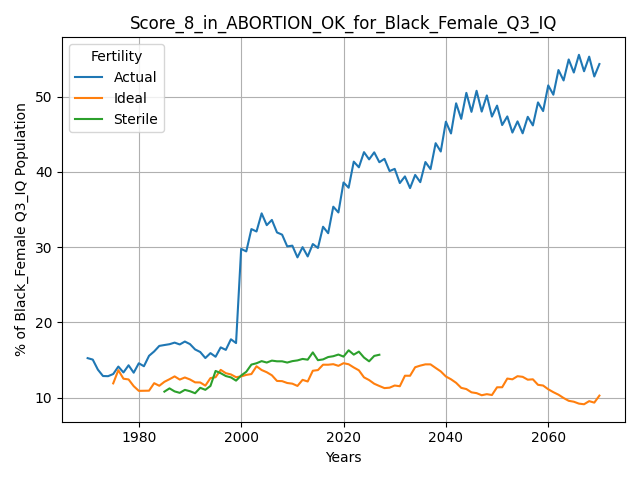 Score_8_in_ABORTION_OK_for_Black_Female_Q3_IQ
Fertility
Actual
Ideal
Sterile
% of Black_Female Q3_IQ Population
50
40
30
20
10
1980 2000 2020 2040 2060
Years